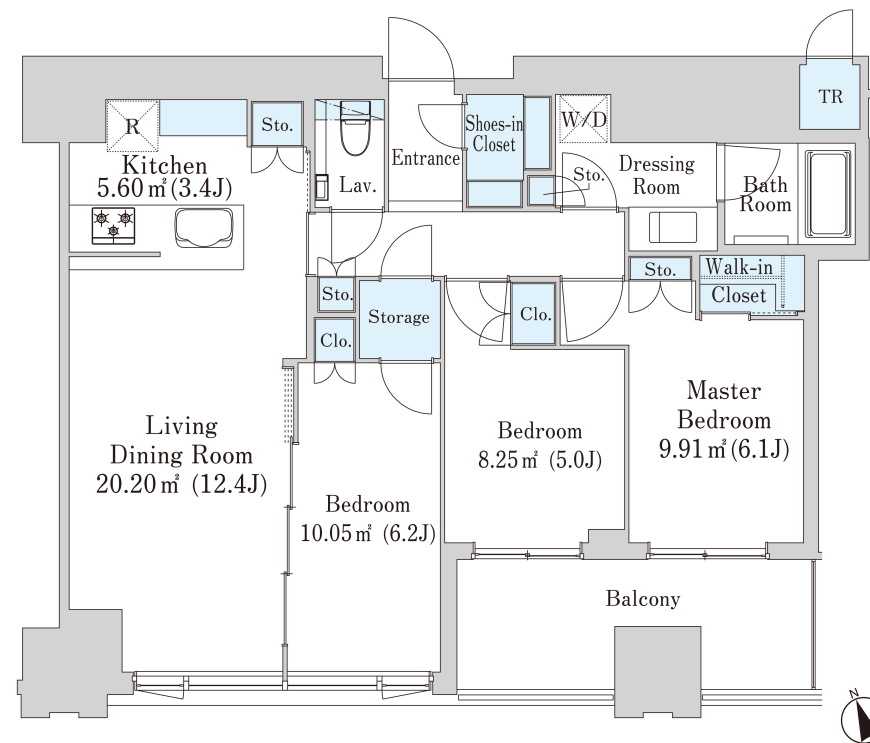 TR
R
Sto.
Kitchen
5.60㎡(3.4J)
Lav.
Entrance
Shoes-in
Closet
W/D
Sto.
Dressing
Room
Bath
Room
Sto.
Walk-in
Closet
Sto.
Clo.
Storage
Clo.
Living
Dining Room
20.20㎡ (12.4J)
Bedroom
10.05㎡ (6.2J)
Bedroom
8.25㎡ (5.0J)
Master
Bedroom
9.91㎡(6.1J)
Balcony
N